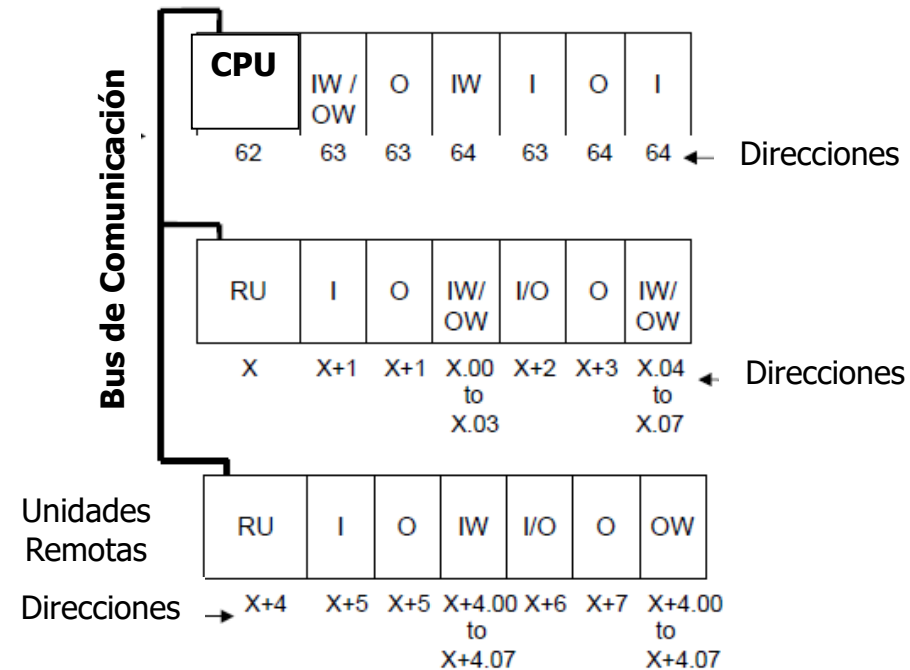 Bus de Comunicación
CPU
IW / O IW I O I
OW
62 63 63 64 63 64 64 Direcciones
RU I O IW/ I/O O IW/
OW OW
X X+1 X+1 X.00 X+2 X+3 X.04 Direcciones
to to
X.03 X.07
Unidades
Remotas
RU I O IW I/O O OW
Direcciones X+4 X+5 X+5 X+4.00 X+6 X+7 X+4.00
to to
X+4.07 X+4.07